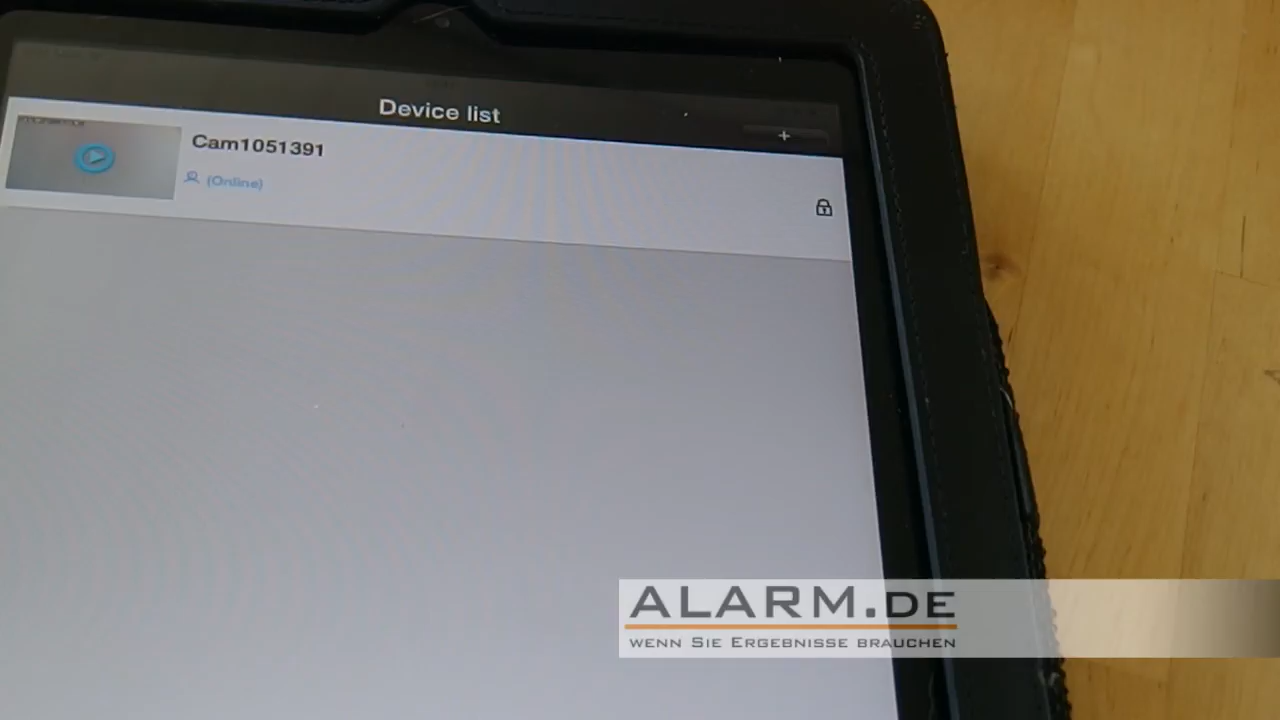 Device list
+
Cam1051391
(Online)
ALARM.DE
WENN SIE ERGEBNISSE BRAUCHEN